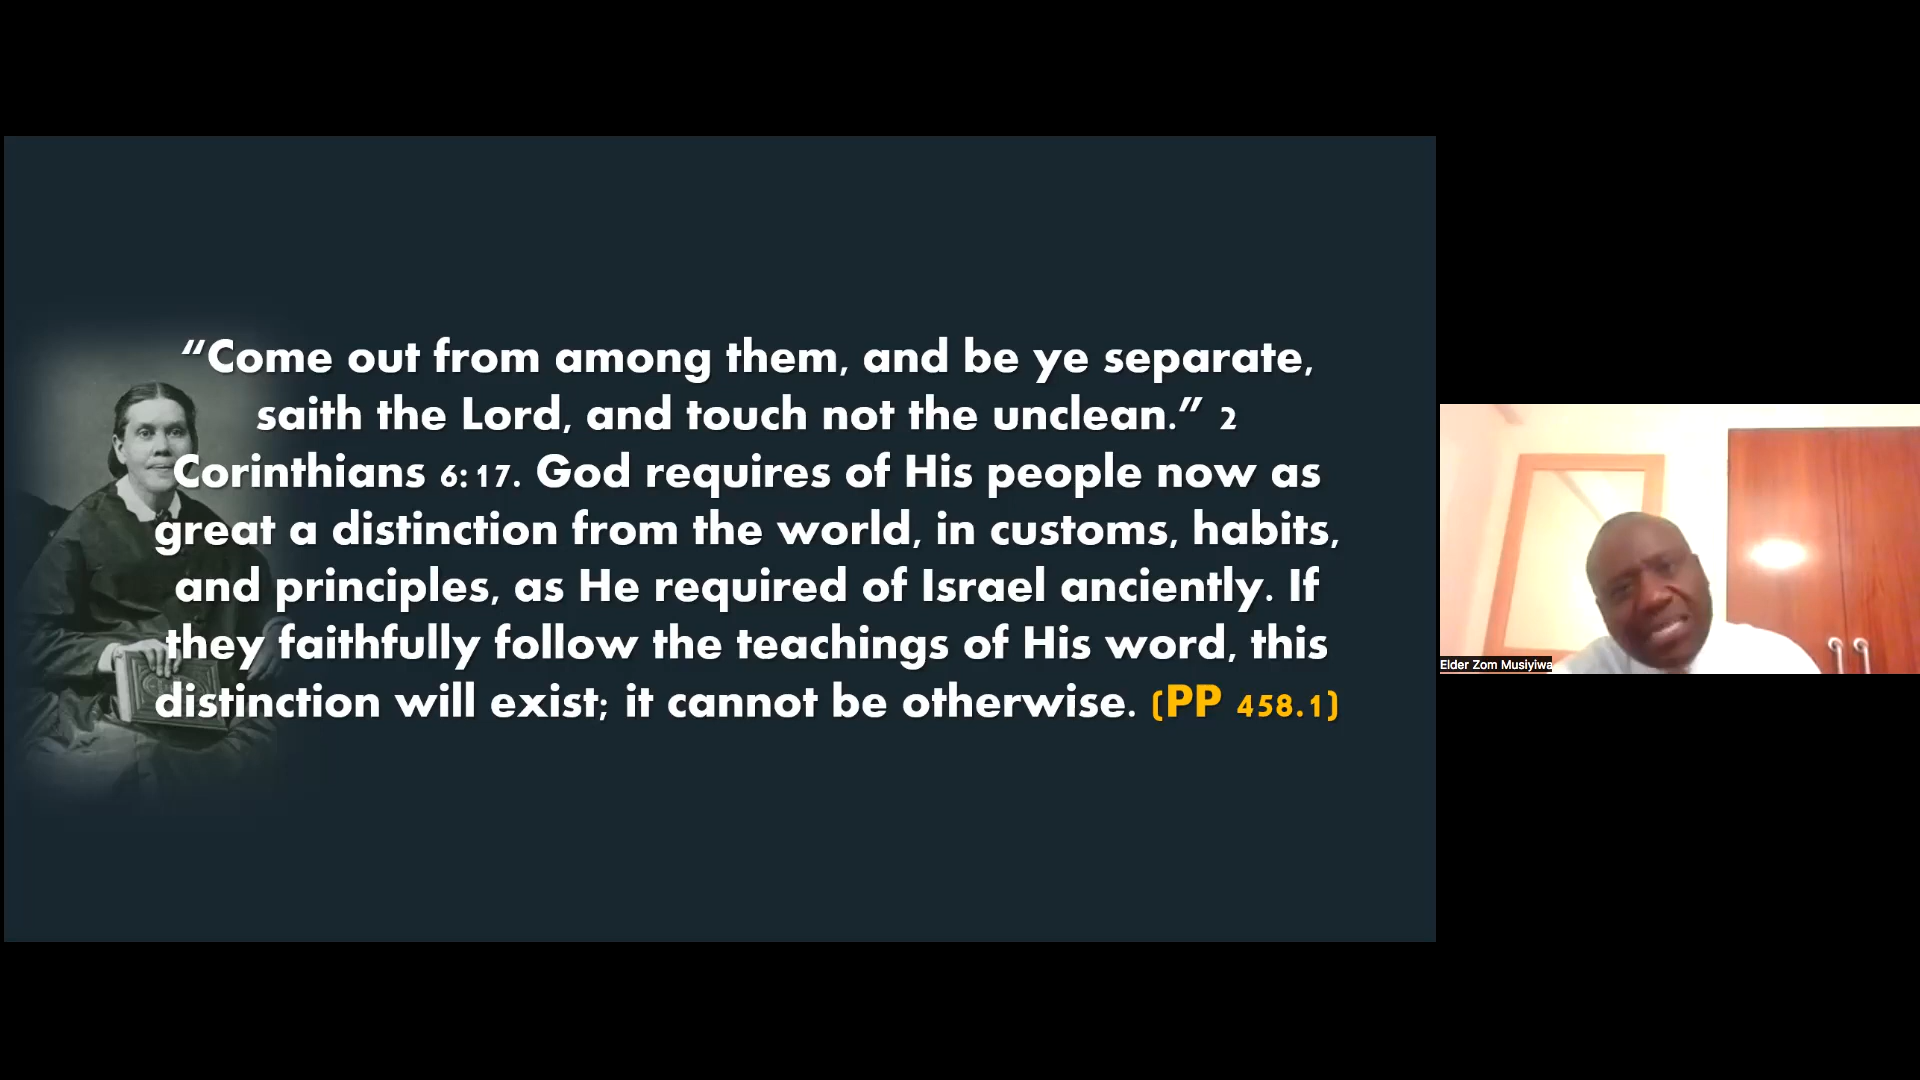 “Come out from among them, and be ye separate,
saith the Lord, and touch not the unclean.” 2
Corinthians 6:17. God requires of His people now as
great a distinction from the world, in customs, habits,
and principles, as He required of Israel anciently. If
they faithfully follow the teachings of His word, this
distinction will exist; it cannot be otherwise. (PP 458.1)
Elder Zom Musiyiwa